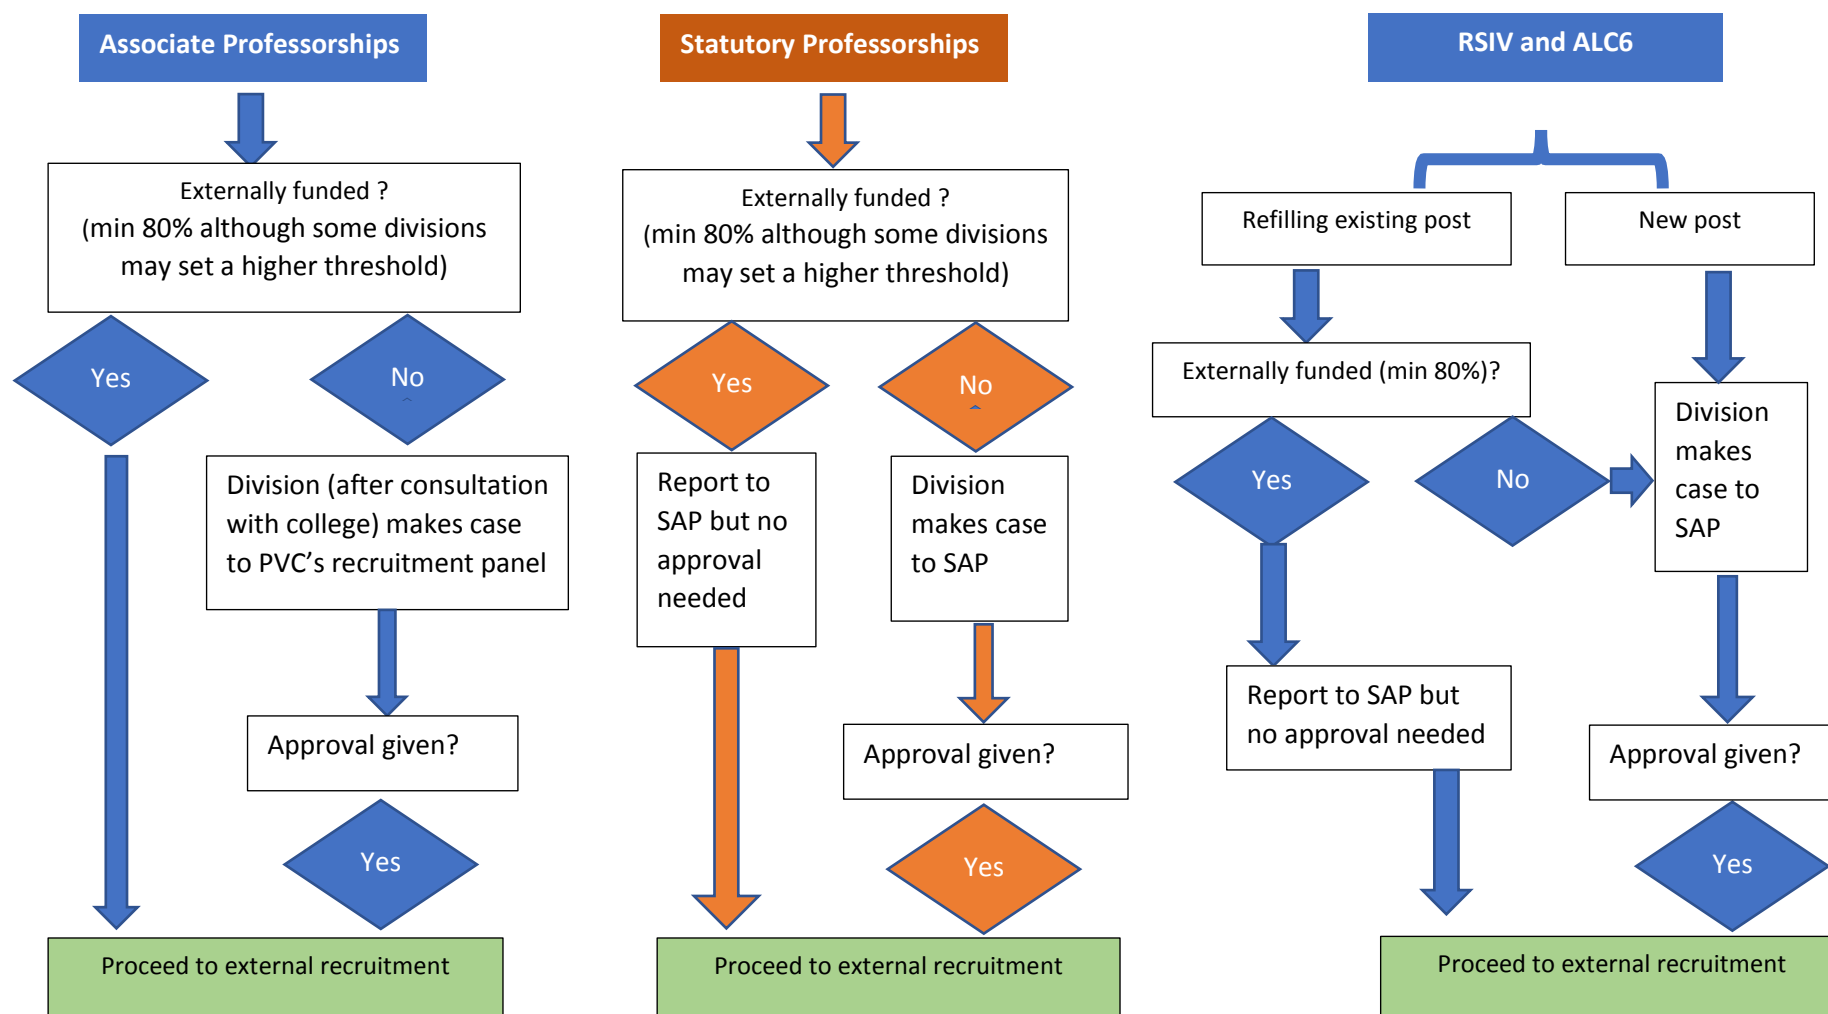 Associate Professorships
Externally funded ?
(min 80% although some divisions
may set a higher threshold)
Yes
No
Division (after consultation
with college) makes case
to PVC’s recruitment panel
Approval given?
Yes
Proceed to external recruitment
Statutory Professorships
Externally funded ?
(min 80% although some divisions
may set a higher threshold)
Yes
No
Report to
SAP but no
approval
needed
Division
makes case
to SAP
Approval given?
Yes
Proceed to external recruitment
RSIV and ALC6
Refilling existing post
New post
Externally funded (min 80%)?
Yes
No
Division
makes
case to
SAP
Report to SAP but
no approval needed
Approval given?
Yes
Proceed to external recruitment